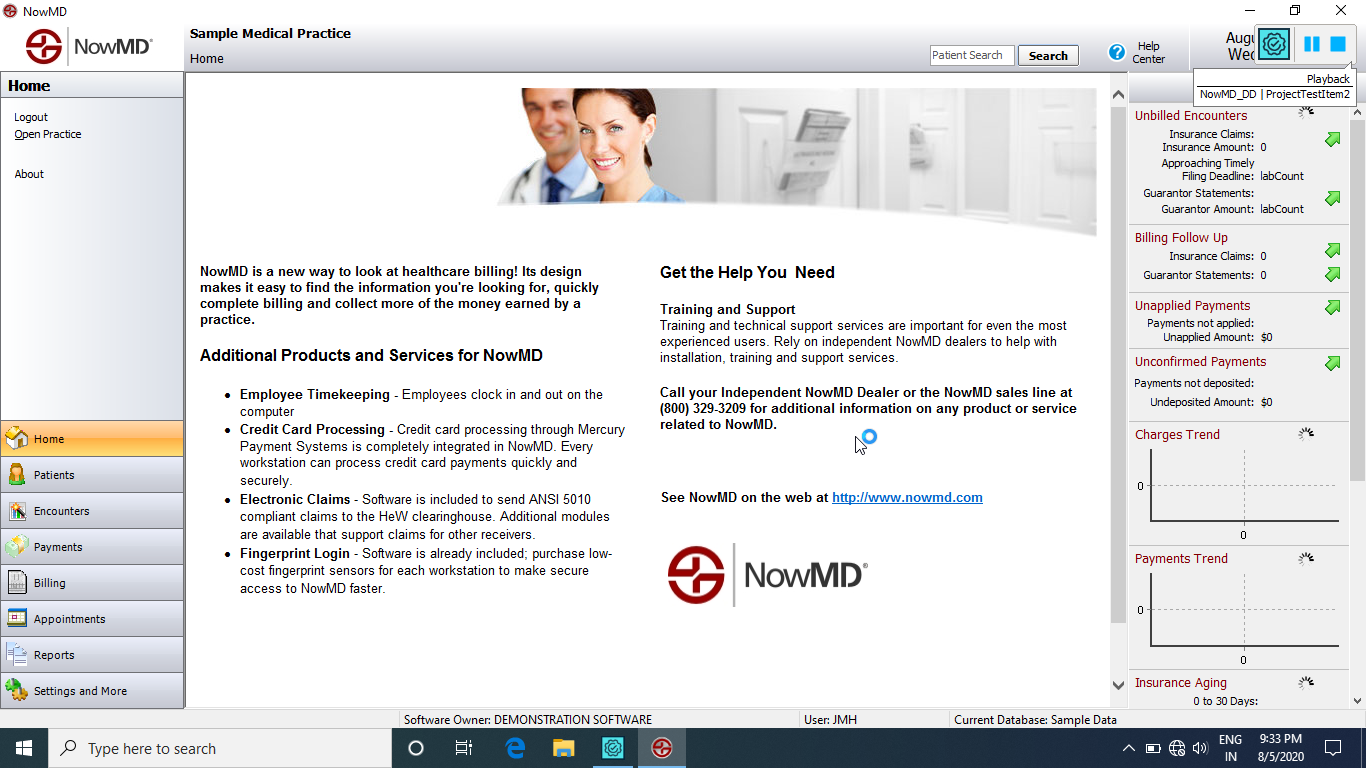 NowMD
NowMD®
Sample Medical Practice
Home
Patient Search
Search
Help
Center
Playback
NowMD_DD | ProjectTestItem2
Home
Logout
Open Practice
About
Home
Patients
Encounters
Payments
Billing
Appointments
Reports
Settings and More
NowMD is a new way to look at healthcare billing! Its design
makes it easy to find the information you're looking for, quickly
complete billing and collect more of the money earned by a
practice.
Additional Products and Services for NowMD
• Employee Timekeeping - Employees clock in and out on the
computer
• Credit Card Processing - Credit card processing through Mercury
Payment Systems is completely integrated in NowMD. Every
workstation can process credit card payments quickly and
securely.
• Electronic Claims - Software is included to send ANSI 5010
compliant claims to the HeW clearinghouse. Additional modules
are available that support claims for other receivers.
• Fingerprint Login - Software is already included; purchase low-
cost fingerprint sensors for each workstation to make secure
access to NowMD faster.
Get the Help You Need
Training and Support
Training and technical support services are important for even the most
experienced users. Rely on independent NowMD dealers to help with
installation, training and support services.
Call your Independent NowMD Dealer or the NowMD sales line at
(800) 329-3209 for additional information on any product or service
related to NowMD.
See NowMD on the web at http://www.nowmd.com
NowMD®
Unbilled Encounters
Insurance Claims:
Insurance Amount: 0
Approaching Timely
Filing Deadline: labCount
Guarantor Statements:
Guarantor Amount: labCount
Billing Follow Up
Insurance Claims: 0
Guarantor Statements: 0
Unapplied Payments
Payments not applied:
Unapplied Amount: $0
Unconfirmed Payments
Payments not deposited:
Undeposited Amount: $0
Charges Trend
0
0
Payments Trend
0
0
Insurance Aging
0 to 30 Days:
Software Owner: DEMONSTRATION SOFTWARE
User: JMH
Current Database: Sample Data
Type here to search
ENG
IN
9:33 PM
8/5/2020